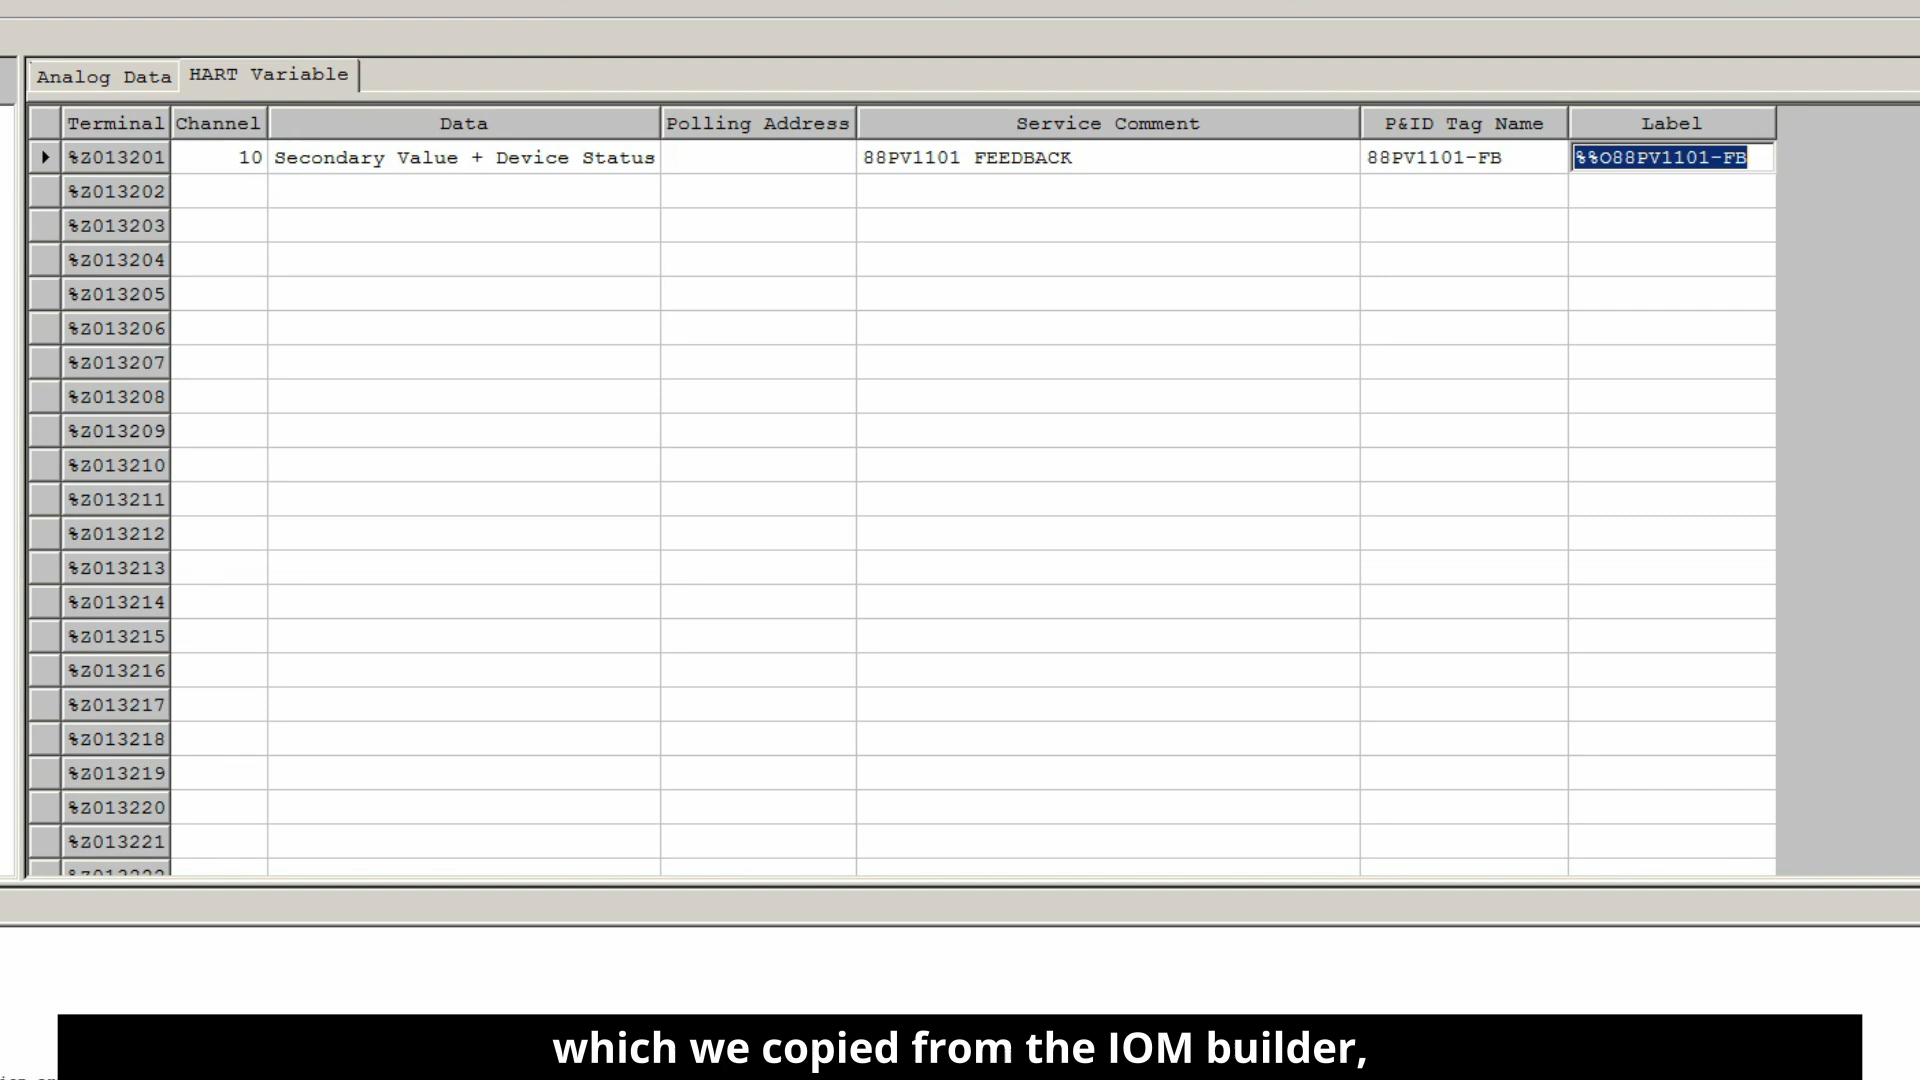 Analog Data HART Variable
Terminal Channel Data Polling Address Service Comment P&ID Tag Name Label
%Z013201 10 Secondary Value + Device Status 88PV1101 FEEDBACK 88PV1101-FB %%O88PV1101-FB
%Z013202
%Z013203
%Z013204
%Z013205
%Z013206
%Z013207
%Z013208
%Z013209
%Z013210
%Z013211
%Z013212
%Z013213
%Z013214
%Z013215
%Z013216
%Z013217
%Z013218
%Z013219
%Z013220
%Z013221
which we copied from the IOM builder,